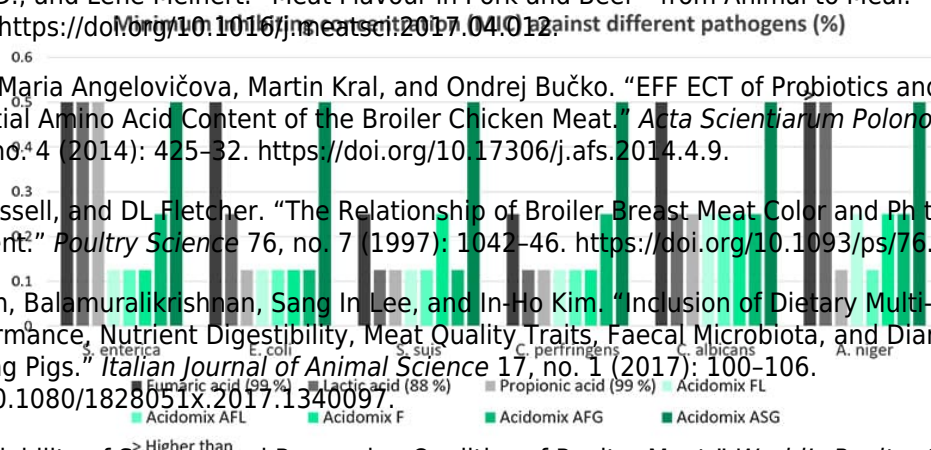 D., and Lene Meinert. "Meat Flavour in Pork and Beef – from Animal to Meat."
Minimum inhibiting concentration (MIC) against different pathogens (%)
https://doi.org/10.1016/j.meatsci.2017.04.012.
0.6
Maria Angelovičova, Martin Kral, and Ondrej Bučko. “EFF ECT of Probiotics and
0.5
tial Amino Acid Content of the Broiler Chicken Meat.” Acta Scientiarum Polono
0.4
no. 4 (2014): 425–32. https://doi.org/10.17306/j.afs.2014.4.9.
0.3
ssell, and DL Fletcher. “The Relationship of Broiler Breast Meat Color and Ph t
0.2
ent.” Poultry Science 76, no. 7 (1997): 1042–46. https://doi.org/10.1093/ps/76.
0.1
n, Balamuralikrishnan, Sang In Lee, and In-Ho Kim. “Inclusion of Dietary Multi-
0
rmance, Nutrient Digestibility, Meat Quality Traits, Faecal Microbiota, and Diar
S. enterica E. coli S. suis C. perfringens C. albicans A. niger
ng Pigs.” Italian Journal of Animal Science 17, no. 1 (2017): 100–106.
Fumaric acid (99 %) Lactic acid (88 %) Propionic acid (99 %) Acidomix FL
0.1080/1828051x.2017.1340097.
Acidomix AFL Acidomix F Acidomix AFG Acidomix ASG
> Higher than